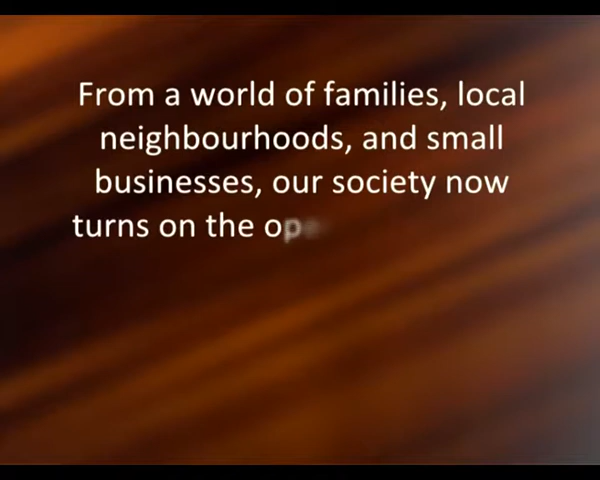 From a world of families, local
neighbourhoods, and small
businesses, our society now
turns on the op